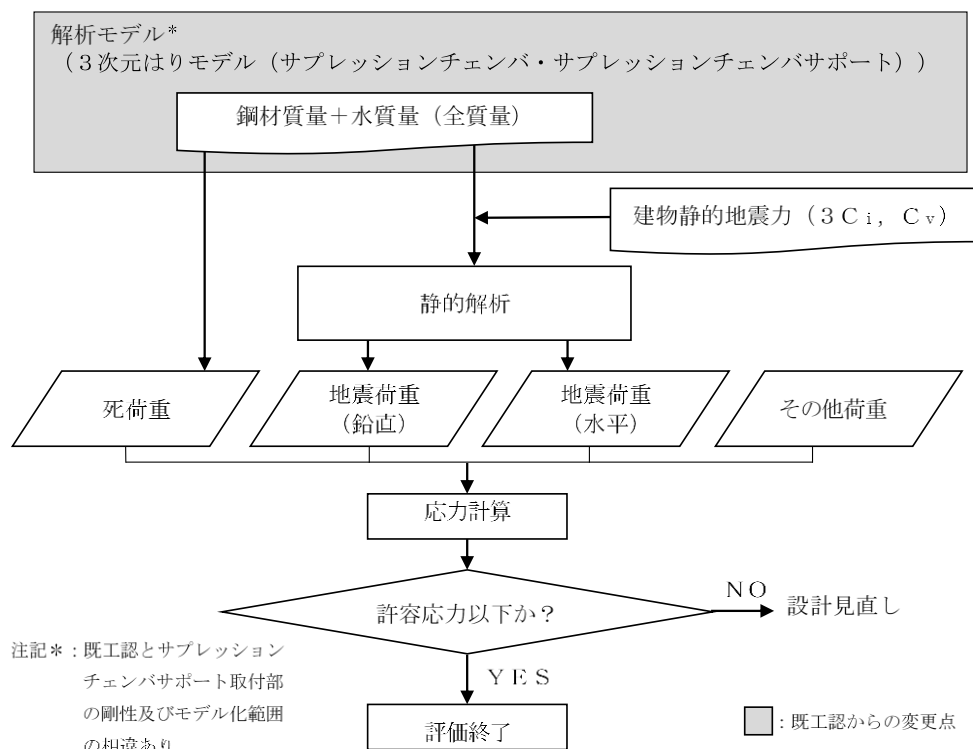 解析モデル*
(3次元はりモデル(サプレッションチェンバ・サプレッションチェンバサポート))
鋼材質量+水質量(全質量)
建物静的地震力(3Ci, Cv)
静的解析
死荷重
地震荷重
(鉛直)
地震荷重
(水平)
その他荷重
応力計算
許容応力以下か?
NO
設計見直し
YES
評価終了
注記*:既工認とサプレッション
チェンバサポート取付部
の剛性及びモデル化範囲
の相違あり
:既工認からの変更点